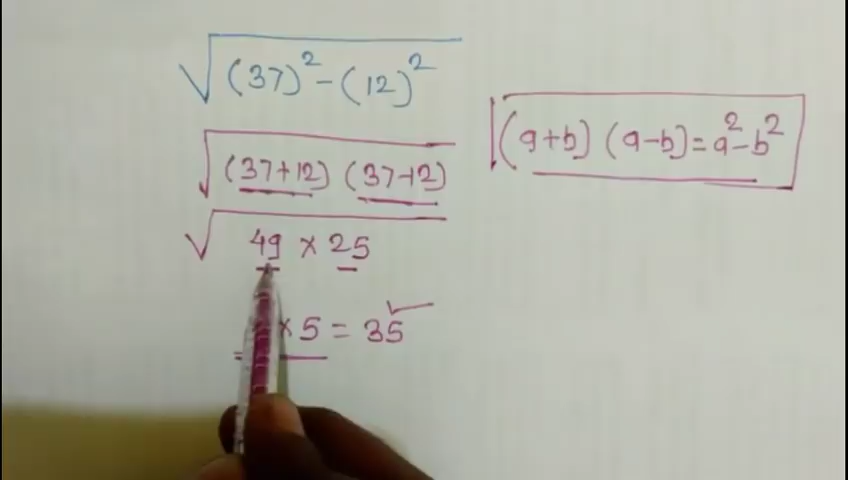 √(37)² - (12)²
(a+b) (a-b) = a² - b²
√(37+12) (37-12)
√49 × 25
× 5 = 35